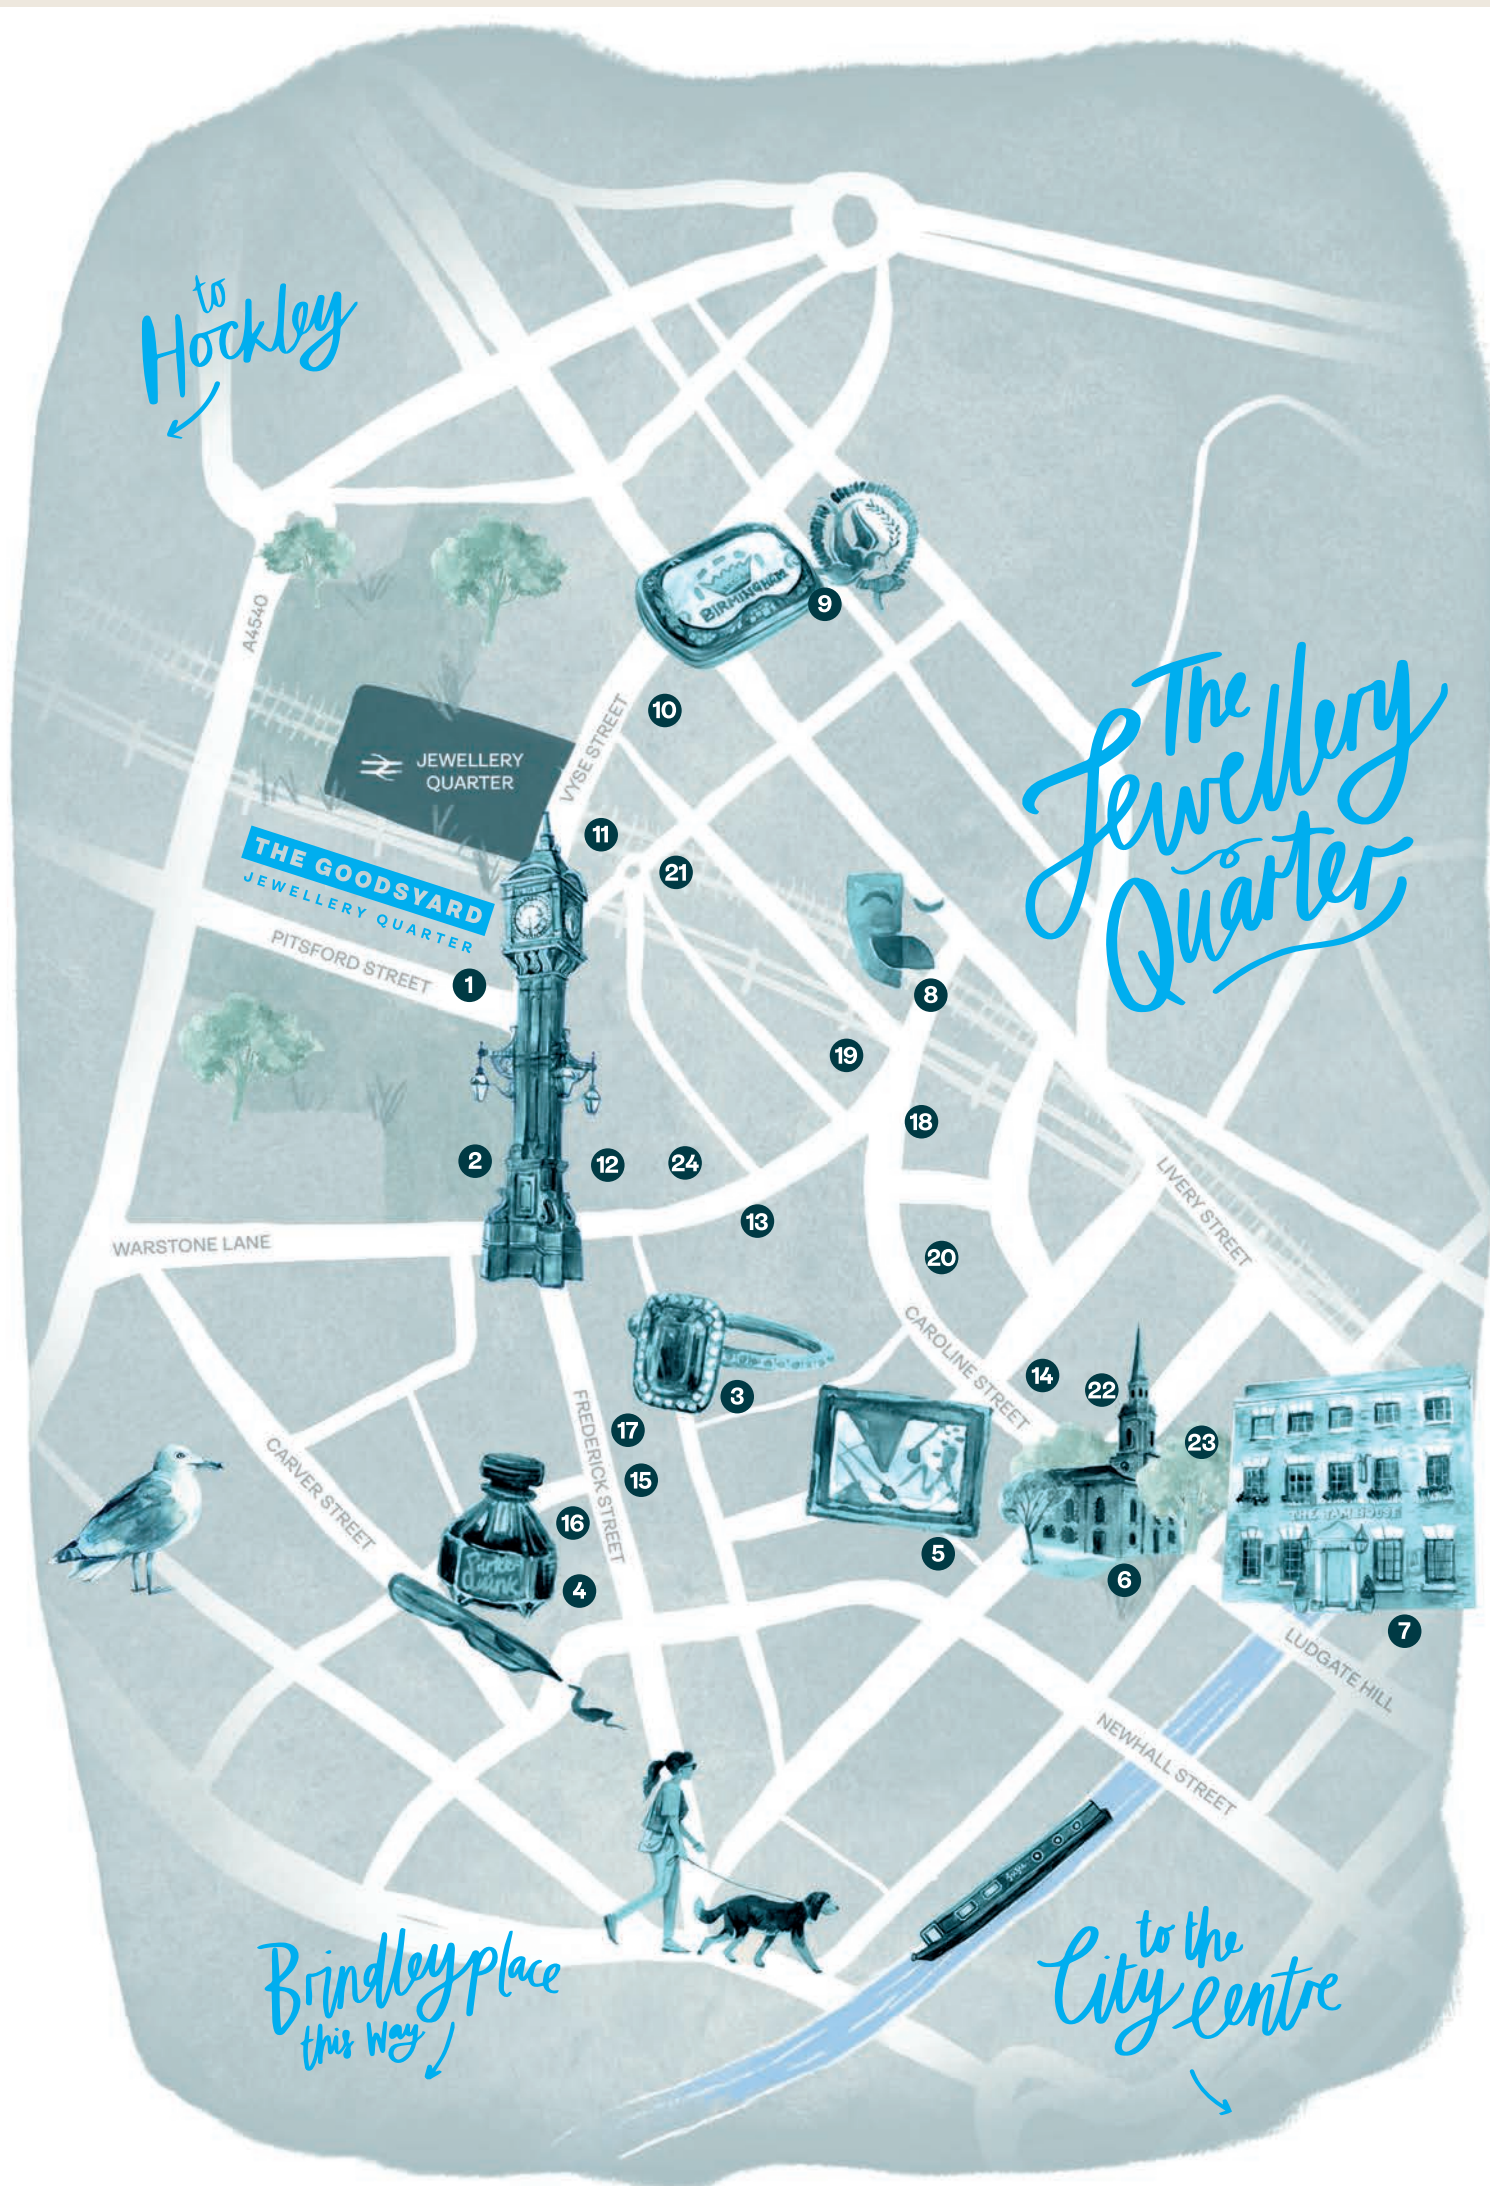 to
Hockley
A4540
BIRMINGHAM
9
10
VYSE STREET
JEWELLERY
QUARTER
The
Jewellery
Quarter
11
THE GOODSYARD
JEWELLERY QUARTER
21
PITSFORD STREET
1
8
19
18
2
12
24
13
WARSTONE LANE
LIVERY STREET
20
CAROLINE STREET
3
14
22
23
17
FREDERICK STREET
15
CARVER STREET
16
5
4
6
7
LUDGATE HILL
NEWHALL STREET
Brindleyplace
this Way
to the
City Centre